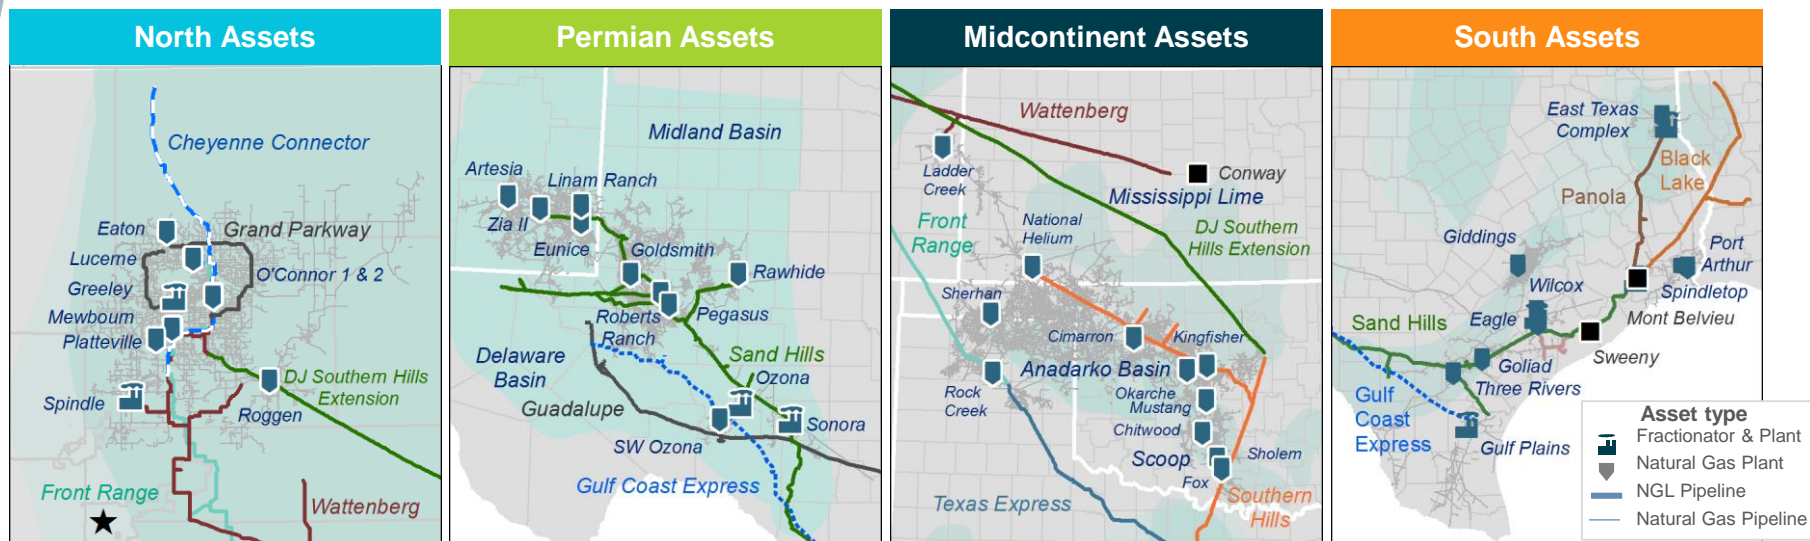 North Assets
Cheyenne Connector
Eaton
Grand Parkway
Lucerne
O'Connor 1 & 2
Greeley
Mewbourn
Platteville
DJ Southern Hills
Extension
Spindle
Roggen
Front Range
Wattenberg
Permian Assets
Midland Basin
Artesia
Linam Ranch
Zia II
Eunice
Goldsmith
Rawhide
Roberts
Ranch
Pegasus
Delaware
Basin
Sand Hills
Ozona
Guadalupe
Sonora
SW Ozona
Gulf Coast Express
Midcontinent Assets
Wattenberg
Ladder
Creek
Conway
Mississippi Lime
Front
Range
National
Helium
DJ Southern
Hills Extension
Sherhan
Cimarron
Kingfisher
Anadarko Basin
Rock
Creek
Okarche
Mustang
Chitwood
Scoop
Sholem
Fox
Texas Express
Southern
Hills
South Assets
East Texas
Complex
Black
Lake
Panola
Giddings
Port
Arthur
Wilcox
Spindletop
Sand Hills
Eagle
Mont Belvieu
Sweeny
Goliad
Three Rivers
Gulf
Coast
Express
Gulf Plains
Asset type
Fractionator & Plant
Natural Gas Plant
NGL Pipeline
Natural Gas Pipeline